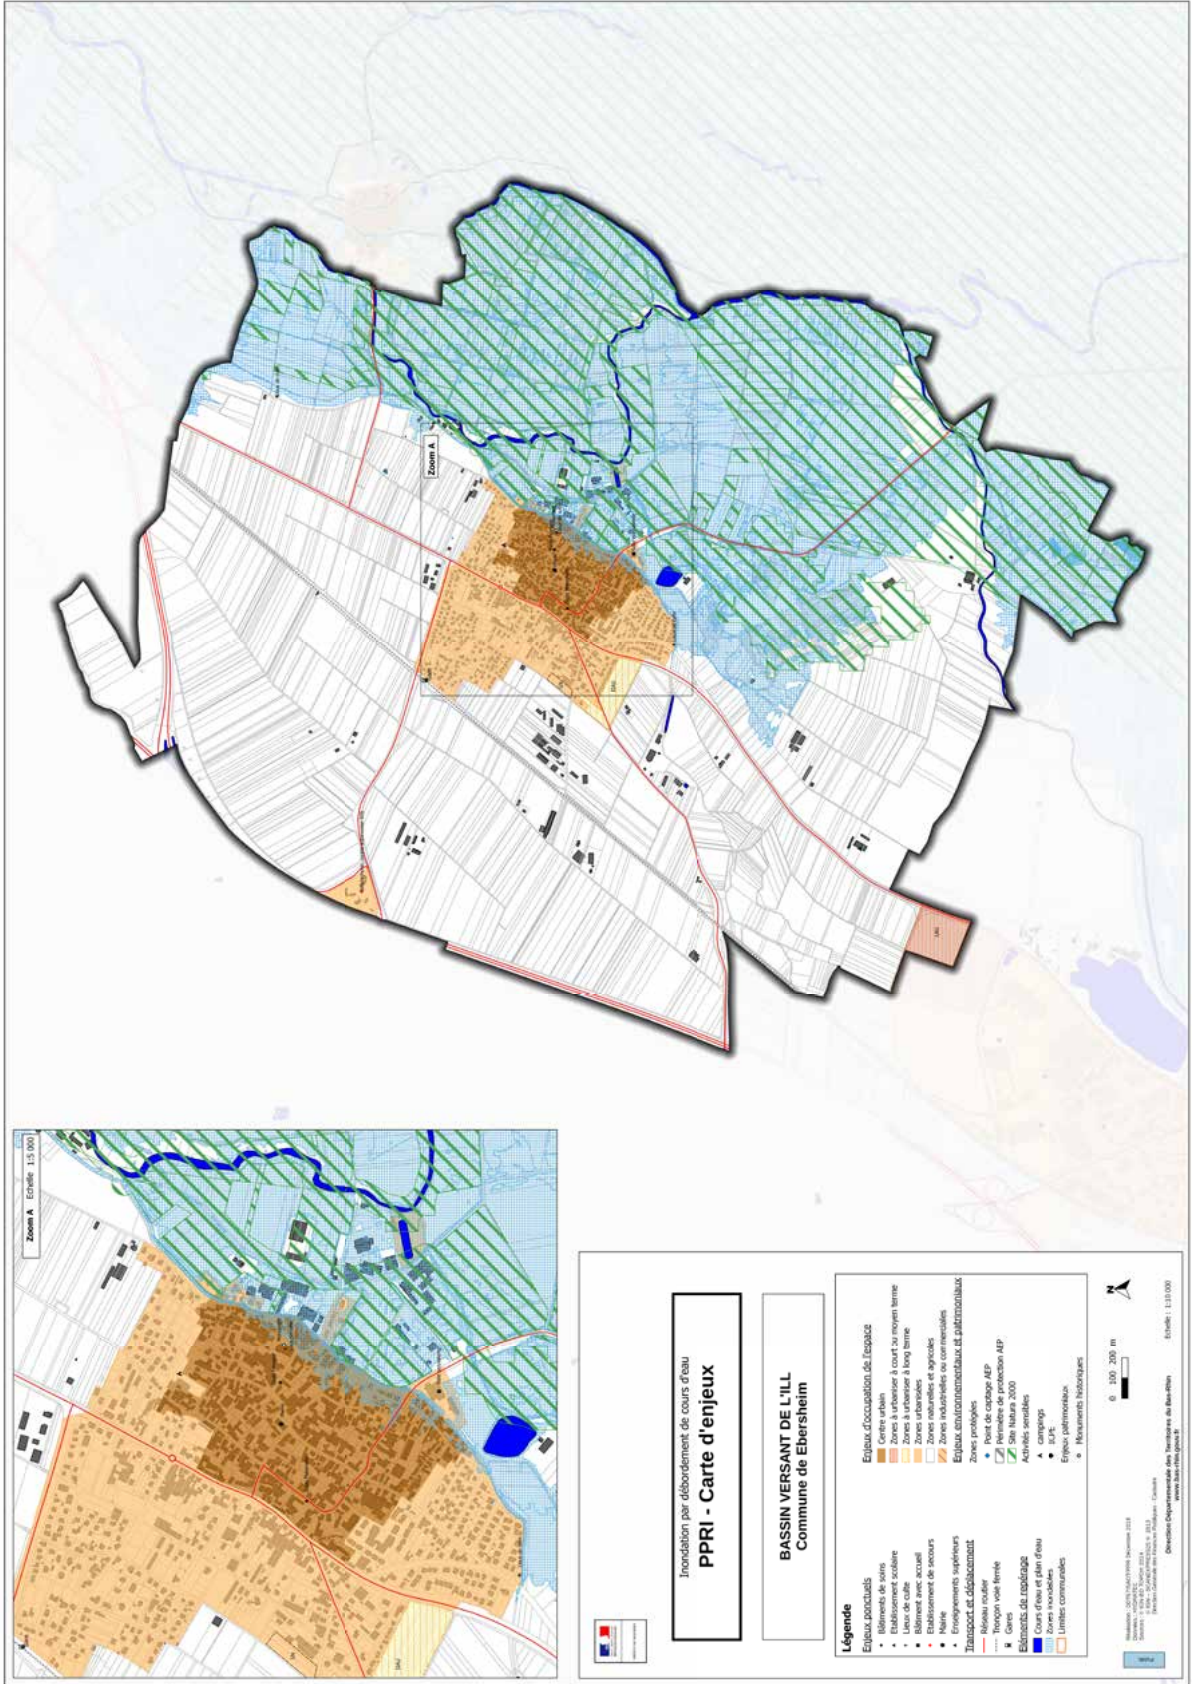 Zoom A
Zoom A Echelle 1:5 000
Inondation par débordement de cours d'eau
PPRI - Carte d'enjeux
BASSIN VERSANT DE L'ILL
Commune de Ebersheim
Légende
Enjeux ponctuels
Bâtiments de soins
Etablissement scolaire
Lieux de culte
Bâtiment avec accueil
Etablissement de secours
Mairie
Enseignements supérieurs
Transport et déplacement
Réseau routier
Tronçon voie ferrée
Gares
Eléments de repérage
Cours d'eau et plan d'eau
Zones inondables
Limites communales
Enjeux d'occupation de l'espace
Centre urbain
Zones à urbaniser à court ou moyen terme
Zones à urbaniser à long terme
Zones urbanisées
Zones naturelles et agricoles
Zones industrielles ou commerciales
Enjeux environnementaux et patrimoniaux
Zones protégées
Point de captage AEP
Périmètre de protection AEP
Site Natura 2000
Activités sensibles
campings
ICPE
Enjeux patrimoniaux
Monuments historiques
N
0 100 200 m
Echelle : 1:10 000
Direction Départementale des Territoires du Bas-Rhin
www.bas-rhin.gouv.fr